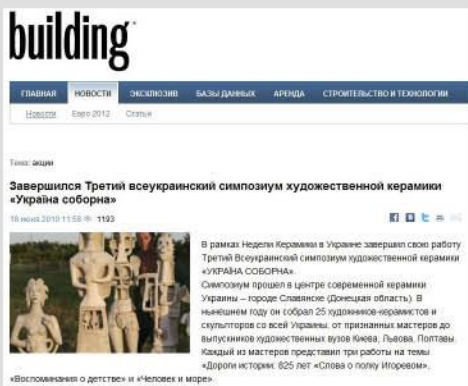 building
ГЛАВНАЯ НОВОСТИ ЭКСКЛЮЗИВ БАЗЫ ДАННЫХ АРЕНДА СТРОИТЕЛЬСТВО И ТЕХНОЛОГИИ
Новости Евро 2012 Статьи
Тема: акции
Завершился Третий всеукраинский симпозиум художественной керамики
«Україна соборна»
18 июня 2010 11:58 1193
В рамках Недели Керамики в Украине завершил свою работу
Третий Всеукраинский симпозиум художественной керамики
«УКРАЇНА СОБОРНА».
Симпозиум прошел в центре современной керамики
Украины – городе Славянске (Донецкая область). В
нынешнем году он собрал 25 художников-керамистов и
скульпторов со всей Украины, от признанных мастеров до
выпускников художественных вузов Киева, Львова, Полтавы.
Каждый из мастеров представил три работы на темы
«Дороги истории: 825 лет «Слова о полку Игоревом»,
«Воспоминания о детстве» и «Человек и море».